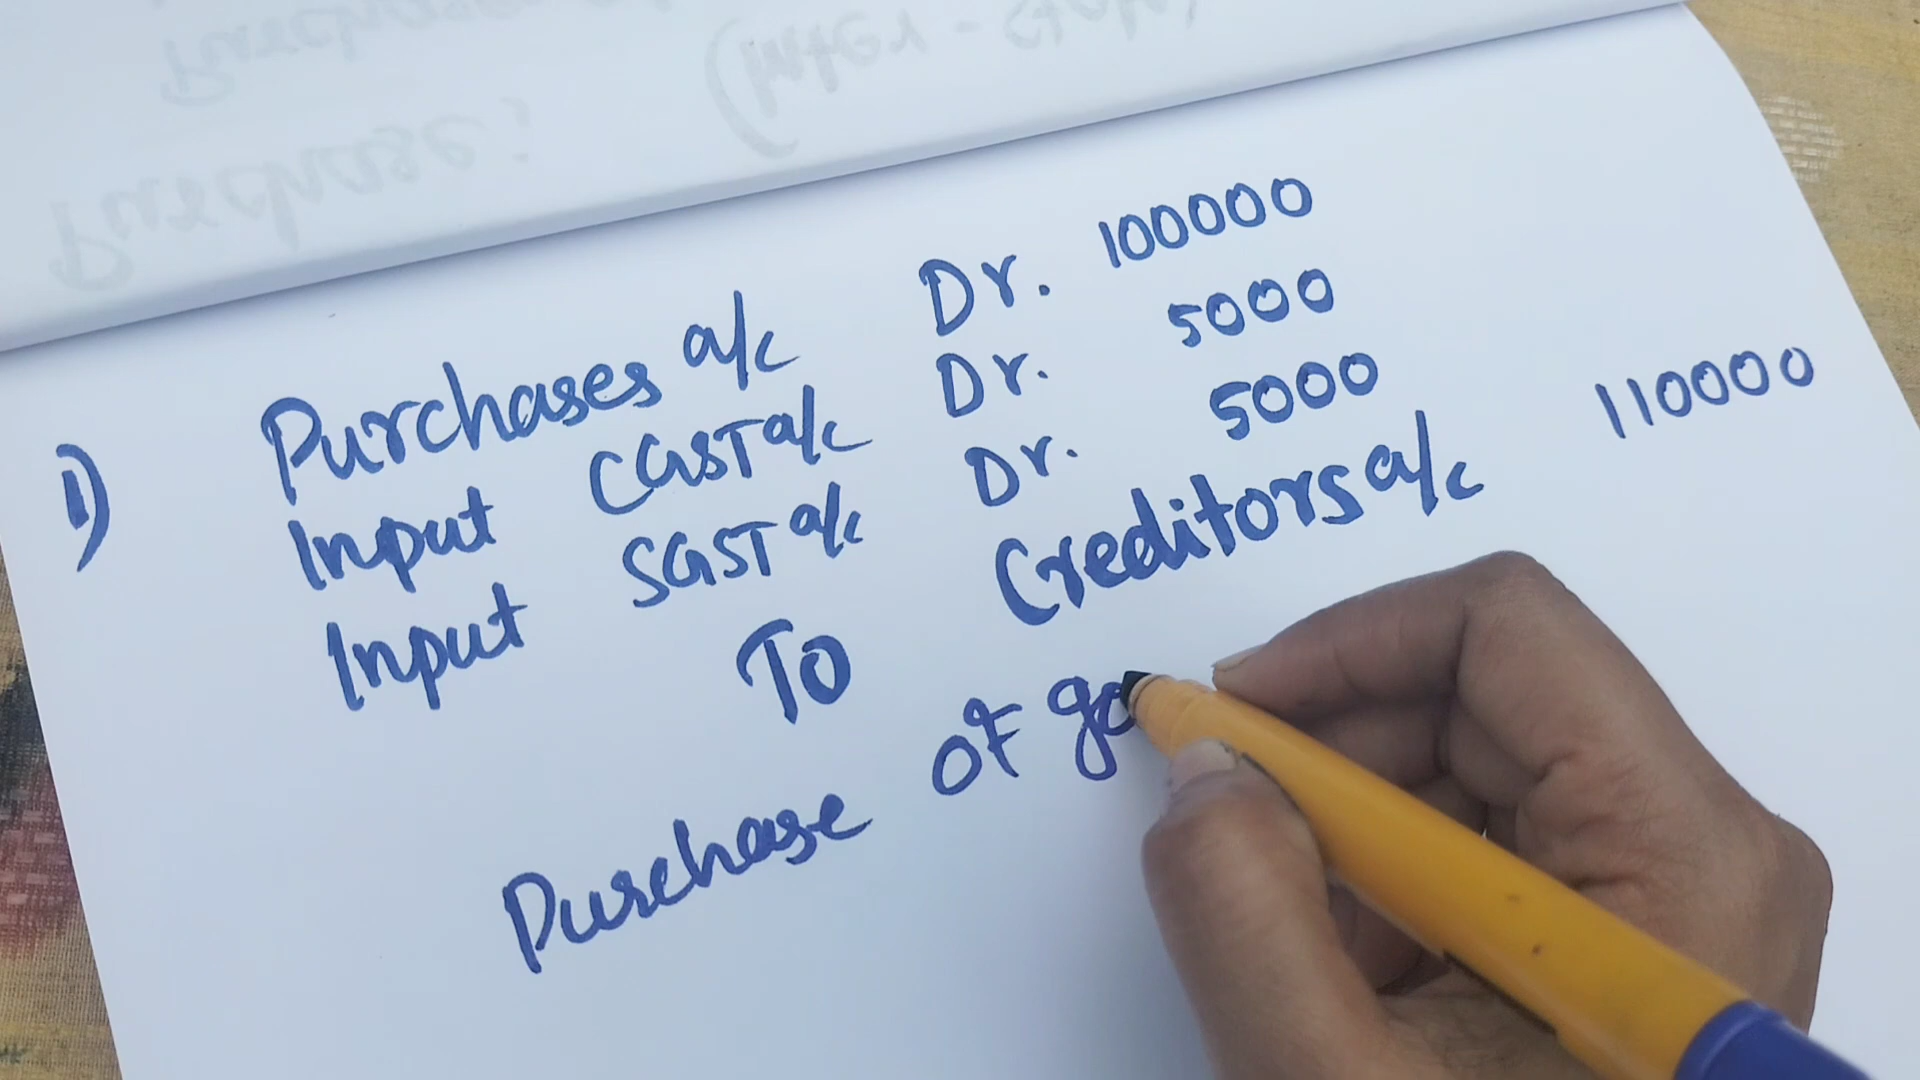 1) Purchases a/c Dr. 100000
Input CGST a/c Dr. 5000
Input SGST a/c Dr. 5000
To Creditors a/c 110000
Purchase of go